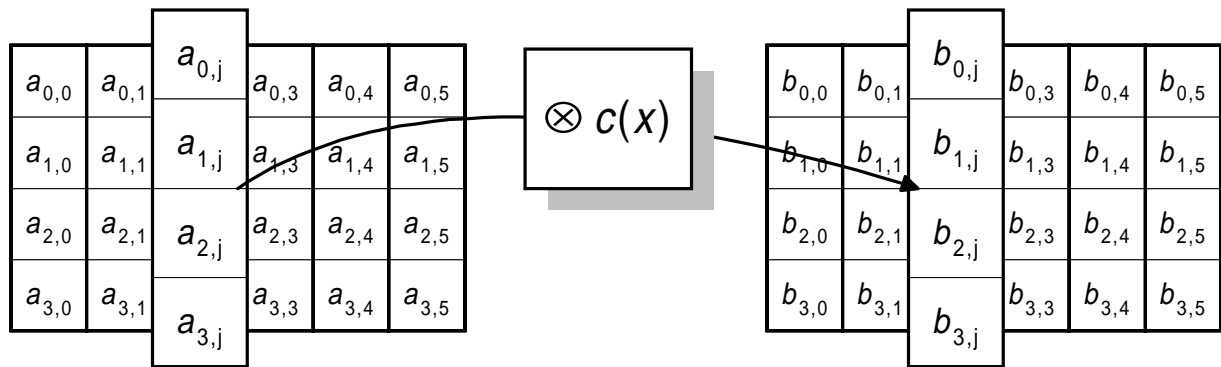 a0,0 a0,1 a0,j a0,3 a0,4 a0,5
a1,0 a1,1 a1,j a1,3 a1,4 a1,5
a2,0 a2,1 a2,j a2,3 a2,4 a2,5
a3,0 a3,1 a3,j a3,3 a3,4 a3,5
⊗ c(x)
b0,0 b0,1 b0,j b0,3 b0,4 b0,5
b1,0 b1,1 b1,j b1,3 b1,4 b1,5
b2,0 b2,1 b2,j b2,3 b2,4 b2,5
b3,0 b3,1 b3,j b3,3 b3,4 b3,5